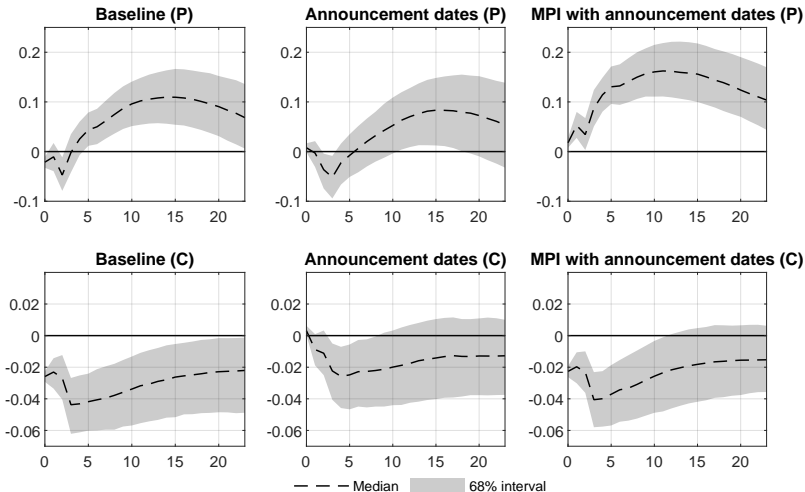 Baseline (P)
Announcement dates (P)
MPI with announcement dates (P)
0.2
0.1
0
-0.1
0 5 10 15 20
0.2
0.1
0
-0.1
0 5 10 15 20
0.2
0.1
0
-0.1
0 5 10 15 20
Baseline (C)
Announcement dates (C)
MPI with announcement dates (C)
0.02
0
-0.02
-0.04
-0.06
0 5 10 15 20
0.02
0
-0.02
-0.04
-0.06
0 5 10 15 20
0.02
0
-0.02
-0.04
-0.06
0 5 10 15 20
Median 68% interval